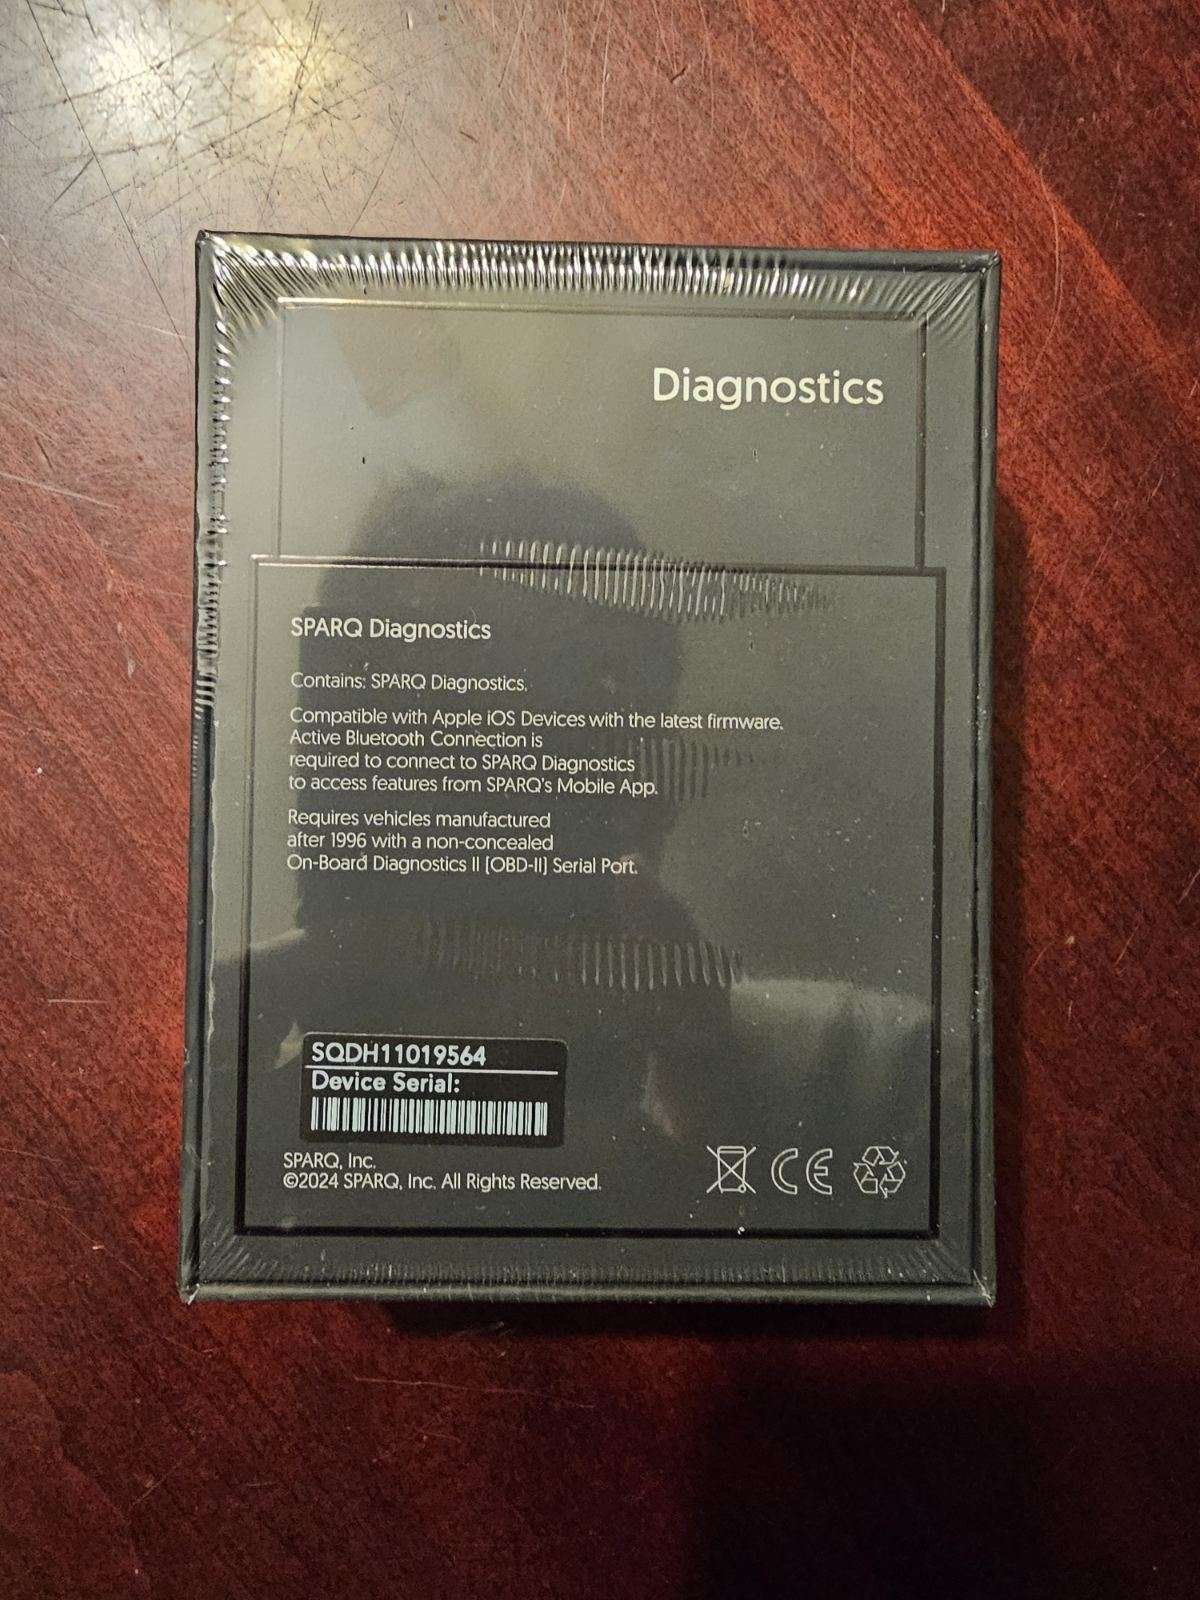 Diagnostics
SPARQ Diagnostics
Contains: SPARQ Diagnostics.
Compatible with Apple iOS Devices with the latest firmware.
Active Bluetooth Connection is
required to connect to SPARQ Diagnostics
to access features from SPARQ's Mobile App.
Requires vehicles manufactured
after 1996 with a non-concealed
On-Board Diagnostics II [OBD-II] Serial Port.
SQDH11019564
Device Serial:
SPARQ, Inc.
©2024 SPARQ, Inc. All Rights Reserved.
CE